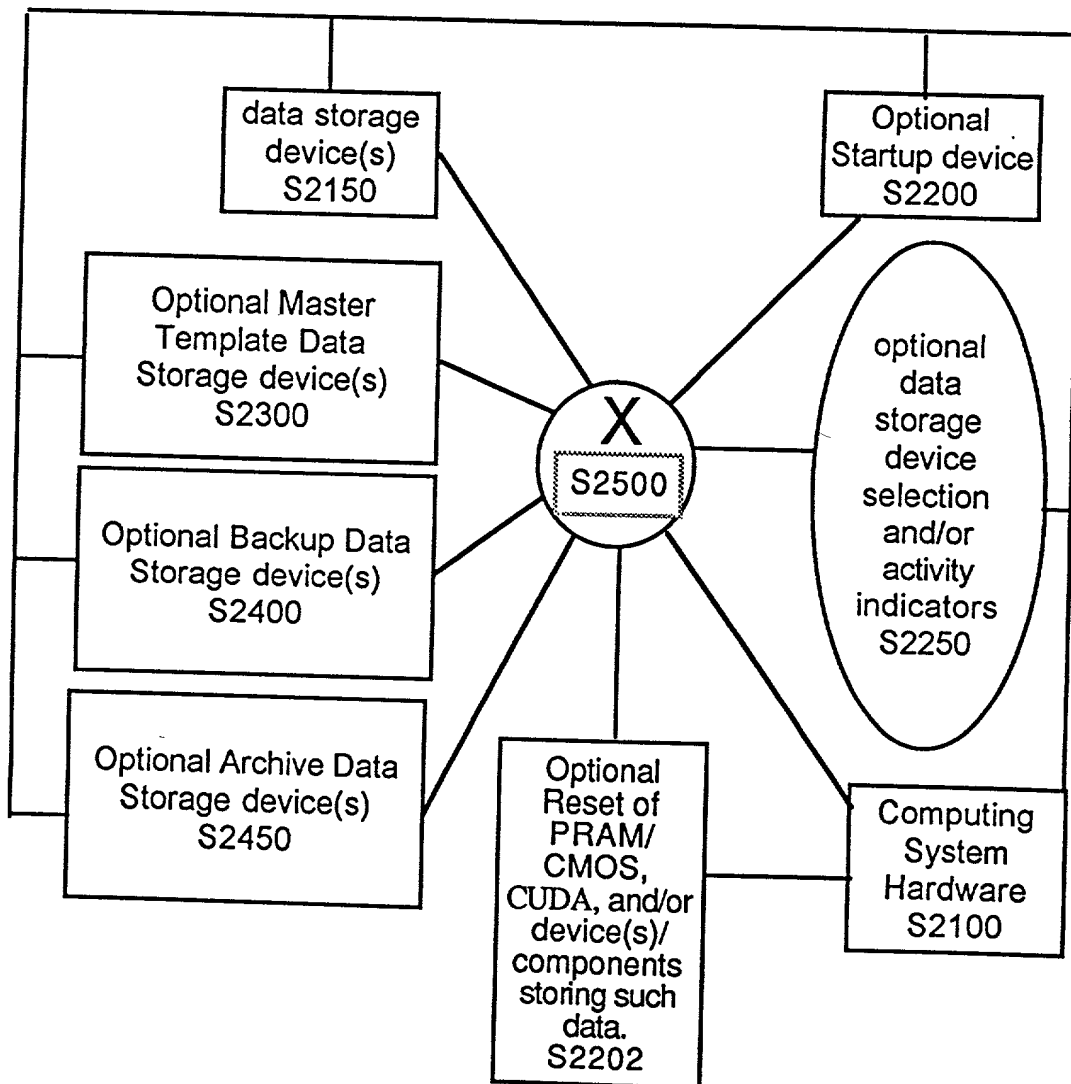 data storage
device(s)
S2150
Optional
Startup device
S2200
Optional Master
Template Data
Storage device(s)
S2300
X
S2500
optional
data
storage
device
selection
and/or
activity
indicators
S2250
Optional Backup Data
Storage device(s)
S2400
Optional Archive Data
Storage device(s)
S2450
Optional
Reset of
PRAM/
CMOS,
CUDA, and/or
device(s)/
components
storing such
data.
S2202
Computing
System
Hardware
S2100